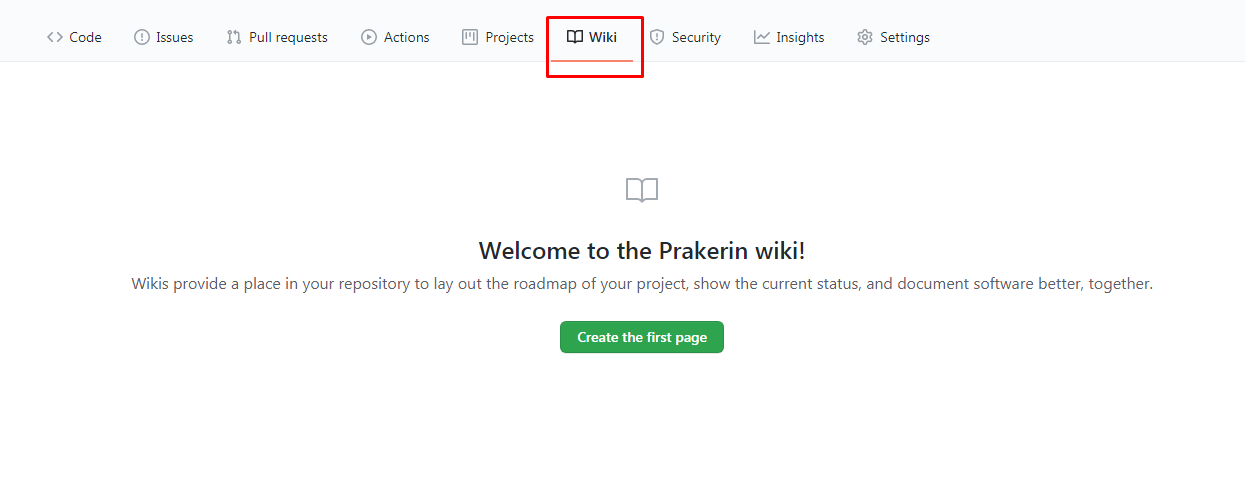 Code Issues Pull requests Actions Projects Wiki Security Insights Settings
Welcome to the Prakerin wiki!
Wikis provide a place in your repository to lay out the roadmap of your project, show the current status, and document software better, together.
Create the first page